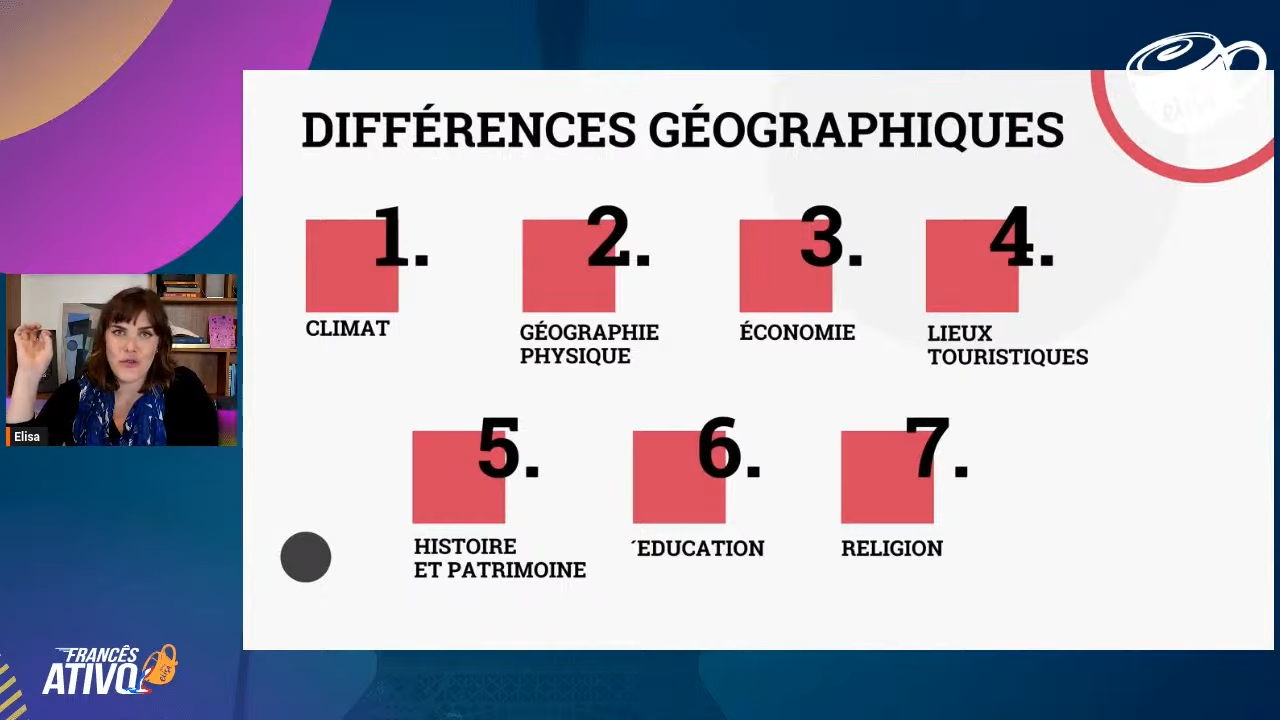 DIFFÉRENCES GÉOGRAPHIQUES
1.
2.
3.
4.
CLIMAT
GÉOGRAPHIE
PHYSIQUE
ÉCONOMIE
LIEUX
TOURISTIQUES
5.
6.
7.
HISTOIRE
ET PATRIMOINE
´EDUCATION
RELIGION
Elisa
FRANCÊS
ATIVO